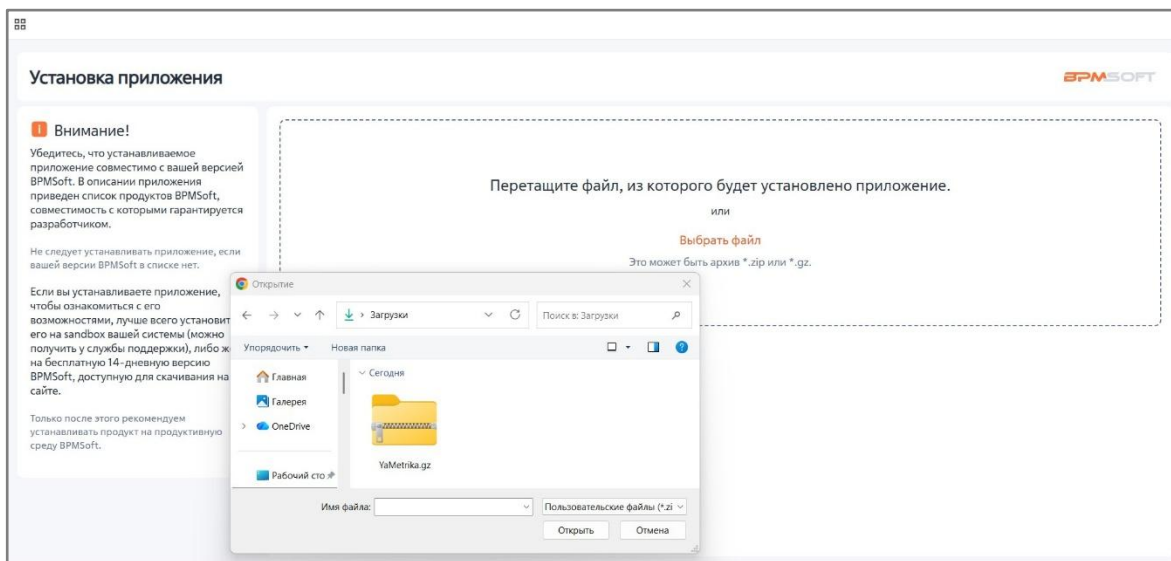 Установка приложения
BPMSOFT
Внимание!
Убедитесь, что устанавливаемое
приложение совместимо с вашей версией
BPMSoft. В описании приложения
приведен список продуктов BPMSoft,
совместимость с которыми гарантируется
разработчиком.
Не следует устанавливать приложение, если
вашей версии BPMSoft в списке нет.
Если вы устанавливаете приложение,
чтобы ознакомиться с его
возможностями, лучше всего установит
его на sandbox вашей системы (можно
получить у службы поддержки), либо ж
на бесплатную 14-дневную версию
BPMSoft, доступную для скачивания на
сайте.
Только после этого рекомендуем
устанавливать продукт на продуктивную
среду BPMSoft.
Перетащите файл, из которого будет установлено приложение.
или
Выбрать файл
Это может быть архив *.zip или *.gz.
Открытие
Загрузки
Поиск в: Загрузки
Упорядочить
Новая папка
Главная
Галерея
OneDrive
Рабочий сто
Сегодня
YaMetrika.gz
Имя файла:
Пользовательские файлы (*.zi
Открыть
Отмена